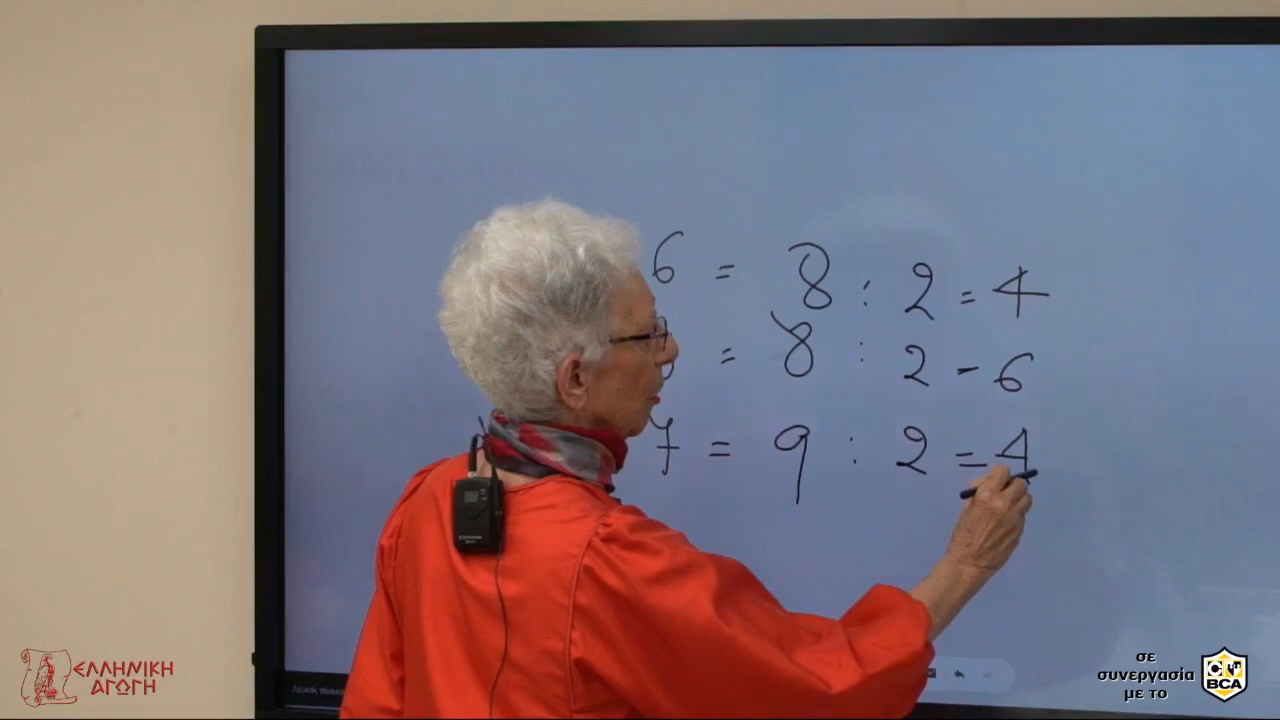 6 = 8 : 2 = 4
= 8 : 2 - 6
7 = 9 : 2 = 4
ΕΛΛΗΝΙΚΗ
ΑΓΩΓΗ
σε
συνεργασία
με το
BCA